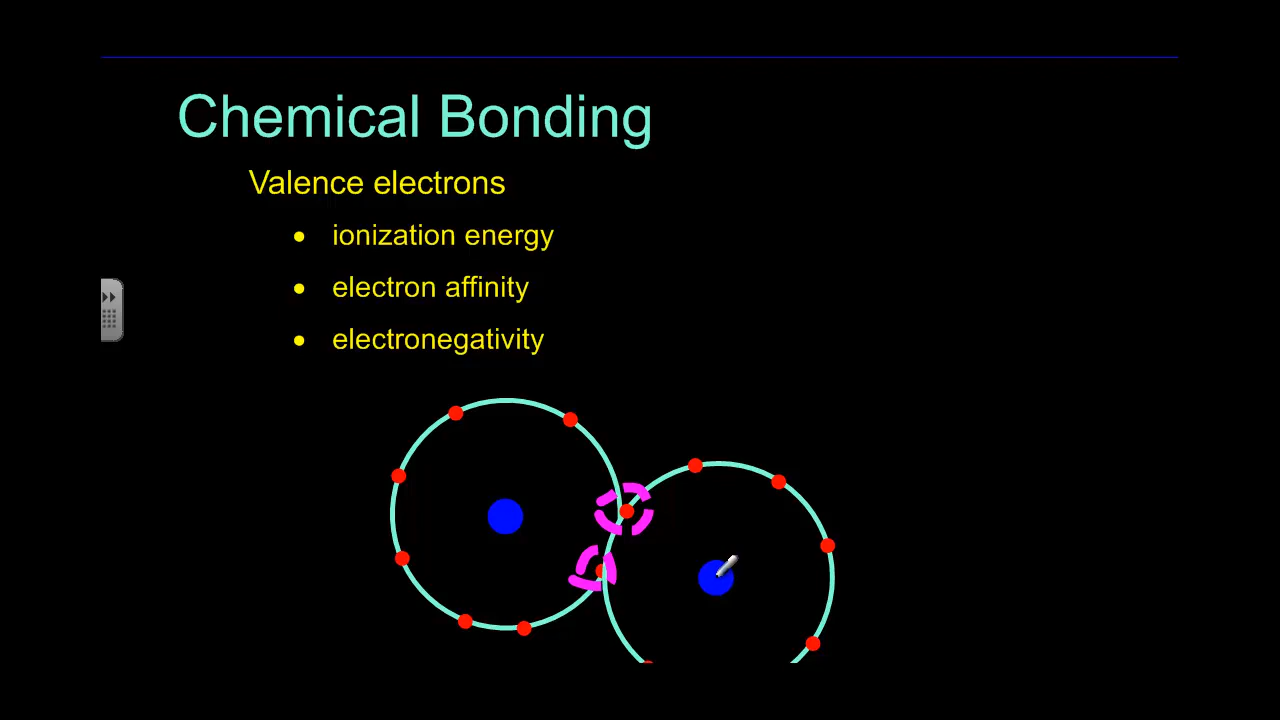 Chemical Bonding
Valence electrons
• ionization energy
• electron affinity
• electronegativity